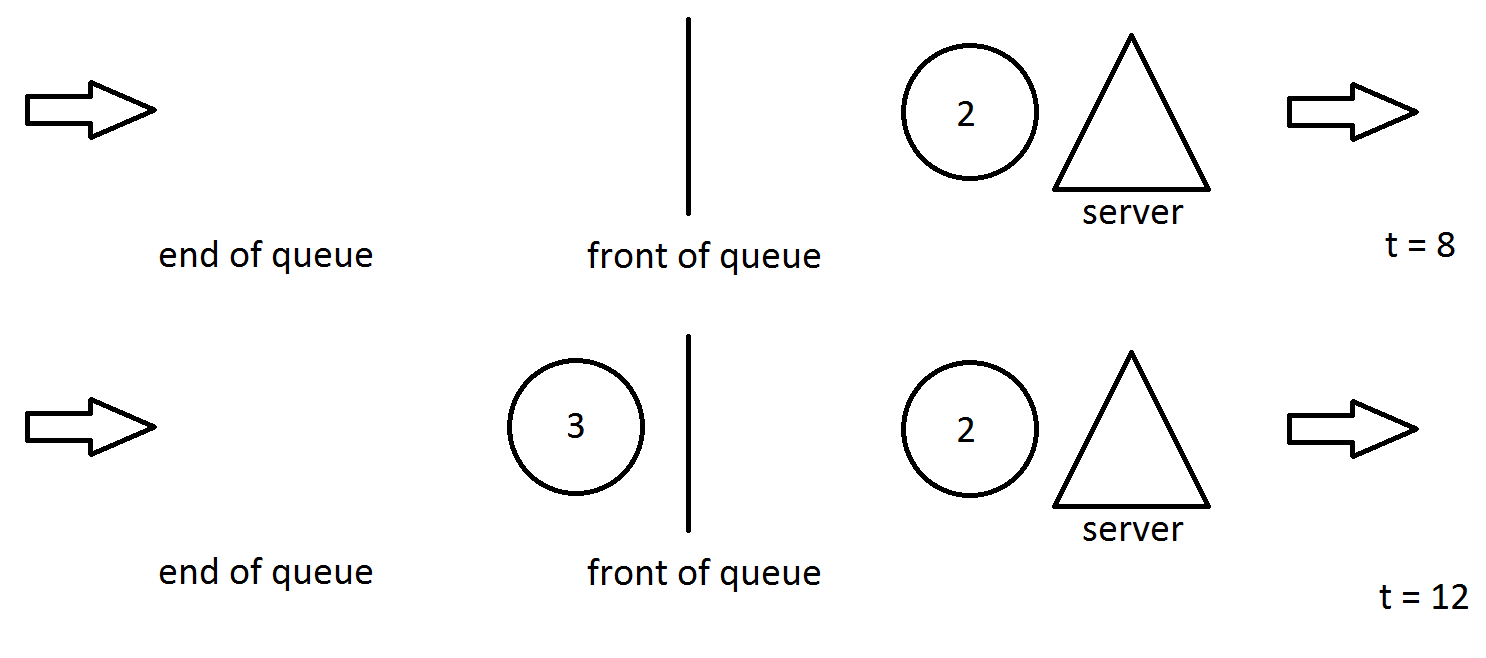 2
server
end of queue
front of queue
t = 8
3
2
server
end of queue
front of queue
t = 12